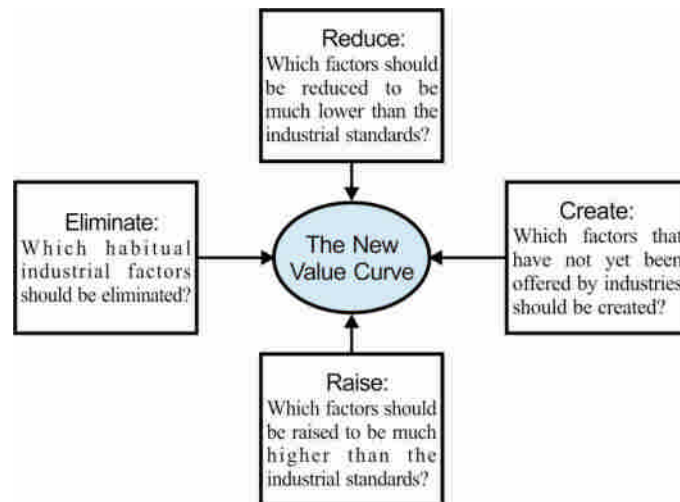 Reduce:
Which factors should
be reduced to be
much lower than the
industrial standards?
Eliminate:
Which habitual
industrial factors
should be eliminated?
The New
Value Curve
Create:
Which factors that
have not yet been
offered by industries
should be created?
Raise:
Which factors should
be raised to be much
higher than the
industrial standards?